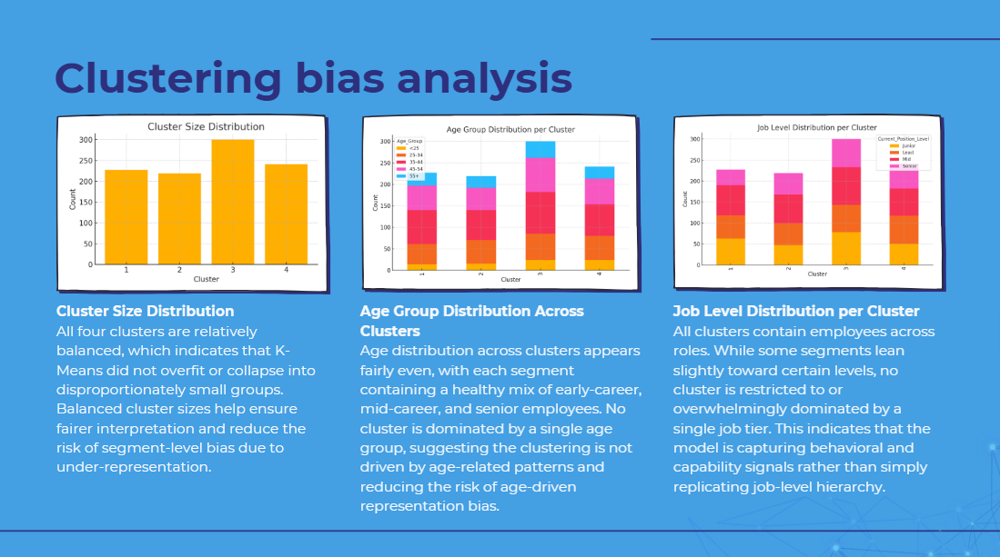 Clustering bias analysis
Cluster Size Distribution
300
250
200
150
100
50
0
Count
1 2 3 4
Cluster
Age Group Distribution per Cluster
Age_Group
<25
25-34
35-44
45-54
55+
300
250
200
150
100
50
0
Count
1 2 3 4
Cluster
Job Level Distribution per Cluster
Current_Position_Level
Junior
Lead
Mid
Senior
300
250
200
150
100
50
0
Count
1 2 3 4
Cluster
Cluster Size Distribution
All four clusters are relatively
balanced, which indicates that K-
Means did not overfit or collapse into
disproportionately small groups.
Balanced cluster sizes help ensure
fairer interpretation and reduce the
risk of segment-level bias due to
under-representation.
Age Group Distribution Across
Clusters
Age distribution across clusters appears
fairly even, with each segment
containing a healthy mix of early-career,
mid-career, and senior employees. No
cluster is dominated by a single age
group, suggesting the clustering is not
driven by age-related patterns and
reducing the risk of age-driven
representation bias.
Job Level Distribution per Cluster
All clusters contain employees across
roles. While some segments lean
slightly toward certain levels, no
cluster is restricted to or
overwhelmingly dominated by a
single job tier. This indicates that the
model is capturing behavioral and
capability signals rather than simply
replicating job-level hierarchy.